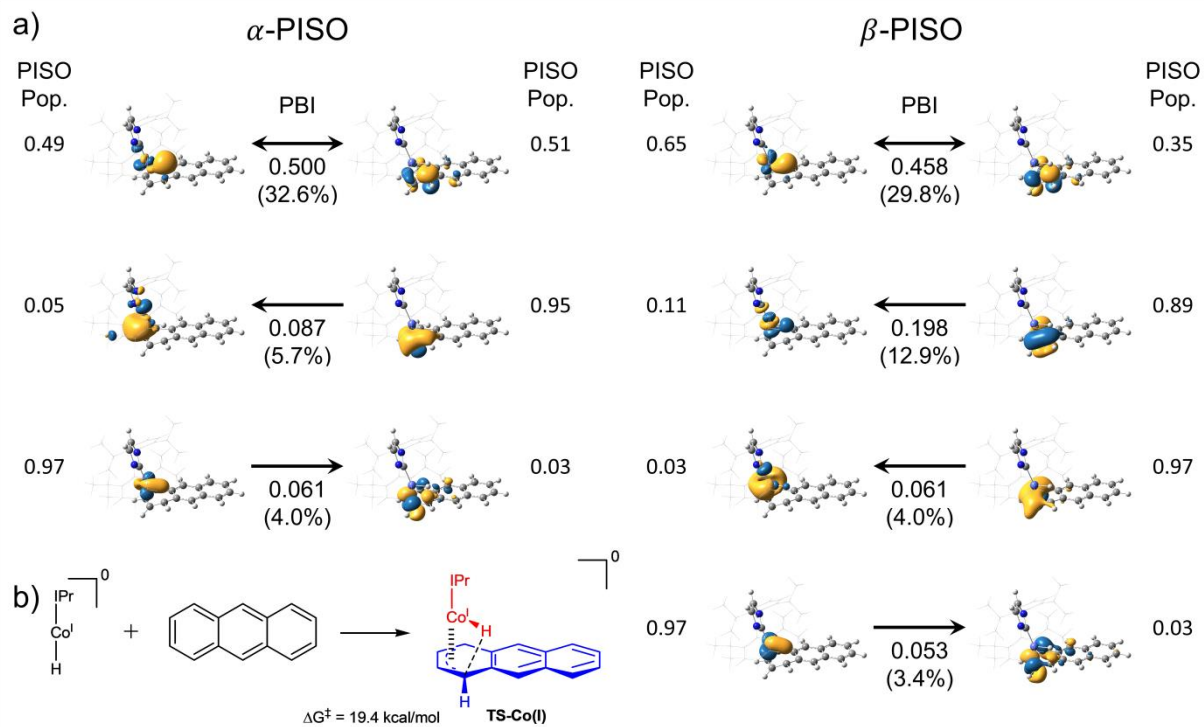 a)
α-PISO
β-PISO
PISO Pop.
PBI
PISO Pop.
PISO Pop.
PBI
PISO Pop.
0.49
0.500
(32.6%)
0.51
0.65
0.458
(29.8%)
0.35
0.05
0.087
(5.7%)
0.95
0.11
0.198
(12.9%)
0.89
0.97
0.061
(4.0%)
0.03
0.03
0.061
(4.0%)
0.97
0.97
0.053
(3.4%)
0.03
b)
IPr
Co^I
H
0
+
IPr
Co^I
H
H
0
ΔG‡ = 19.4 kcal/mol
TS-Co(I)